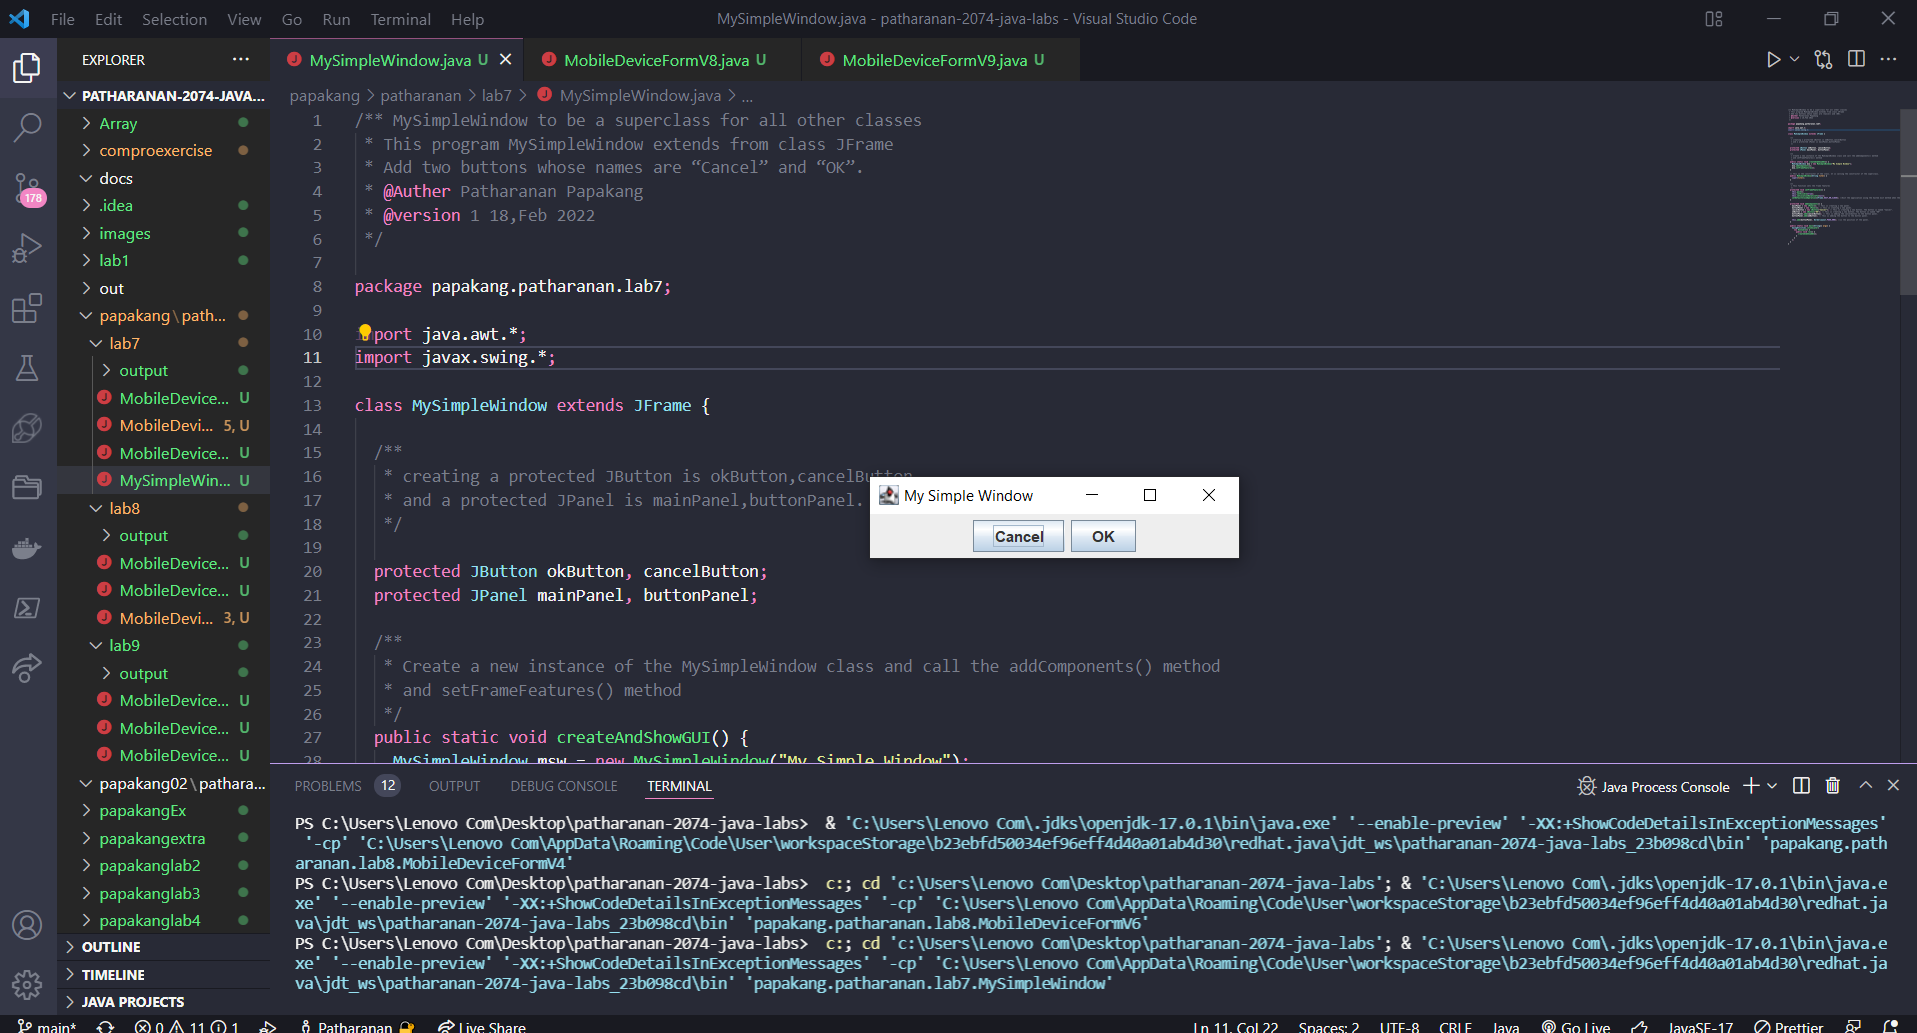 File Edit Selection View Go Run Terminal Help
MySimpleWindow.java - patharanan-2074-java-labs - Visual Studio Code
EXPLORER
PATHARANAN-2074-JAVA...
Array
comproexercise
docs
.idea
images
lab1
out
papakang\path...
lab7
output
MobileDevice... U
MobileDevi... 5, U
MobileDevice... U
MySimpleWin... U
lab8
output
MobileDevice... U
MobileDevice... U
MobileDevi... 3, U
lab9
output
MobileDevice... U
MobileDevice... U
MobileDevice... U
papakang02\pathara...
papakangEx
papakangextra
papakanglab2
papakanglab3
papakanglab4
OUTLINE
TIMELINE
JAVA PROJECTS
178
MySimpleWindow.java U
MobileDeviceFormV8.java U
MobileDeviceFormV9.java U
papakang > patharanan > lab7 > MySimpleWindow.java > ...
1 /** MySimpleWindow to be a superclass for all other classes
2 * This program MySimpleWindow extends from class JFrame
3 * Add two buttons whose names are “Cancel” and “OK”.
4 * @Auther Patharanan Papakang
5 * @version 1 18,Feb 2022
6 */
7
8 package papakang.patharanan.lab7;
9
10 import java.awt.*;
11 import javax.swing.*;
12
13 class MySimpleWindow extends JFrame {
14
15 /**
16 * creating a protected JButton is okButton,cancelButton
17 * and a protected JPanel is mainPanel,buttonPanel.
18 */
19
20 protected JButton okButton, cancelButton;
21 protected JPanel mainPanel, buttonPanel;
22
23 /**
24 * Create a new instance of the MySimpleWindow class and call the addComponents() method
25 * and setFrameFeatures() method
26 */
27 public static void createAndShowGUI() {
28 MySimpleWindow msw = new MySimpleWindow("My Simple Window");
My Simple Window
Cancel OK
PROBLEMS 12 OUTPUT DEBUG CONSOLE TERMINAL
Java Process Console
PS C:\Users\Lenovo Com\Desktop\patharanan-2074-java-labs> & 'C:\Users\Lenovo Com\.jdks\openjdk-17.0.1\bin\java.exe' '--enable-preview' '-XX:+ShowCodeDetailsInExceptionMessages'
'-cp' 'C:\Users\Lenovo Com\AppData\Roaming\Code\User\workspaceStorage\b23ebfd50034ef96eff4d40a01ab4d30\redhat.java\jdt_ws\patharanan-2074-java-labs_23b098cd\bin' 'papakang.path
aranan.lab8.MobileDeviceFormV4'
PS C:\Users\Lenovo Com\Desktop\patharanan-2074-java-labs> c:; cd 'c:\Users\Lenovo Com\Desktop\patharanan-2074-java-labs'; & 'C:\Users\Lenovo Com\.jdks\openjdk-17.0.1\bin\java.e
xe' '--enable-preview' '-XX:+ShowCodeDetailsInExceptionMessages' '-cp' 'C:\Users\Lenovo Com\AppData\Roaming\Code\User\workspaceStorage\b23ebfd50034ef96eff4d40a01ab4d30\redhat.ja
va\jdt_ws\patharanan-2074-java-labs_23b098cd\bin' 'papakang.patharanan.lab8.MobileDeviceFormV6'
PS C:\Users\Lenovo Com\Desktop\patharanan-2074-java-labs> c:; cd 'c:\Users\Lenovo Com\Desktop\patharanan-2074-java-labs'; & 'C:\Users\Lenovo Com\.jdks\openjdk-17.0.1\bin\java.e
xe' '--enable-preview' '-XX:+ShowCodeDetailsInExceptionMessages' '-cp' 'C:\Users\Lenovo Com\AppData\Roaming\Code\User\workspaceStorage\b23ebfd50034ef96eff4d40a01ab4d30\redhat.ja
va\jdt_ws\patharanan-2074-java-labs_23b098cd\bin' 'papakang.patharanan.lab7.MySimpleWindow'
main* 0 11 1 Patharanan Live Share Ln 11, Col 22 Spaces: 2 UTF-8 CRLF Java Go Live JavaSE-17 Prettier